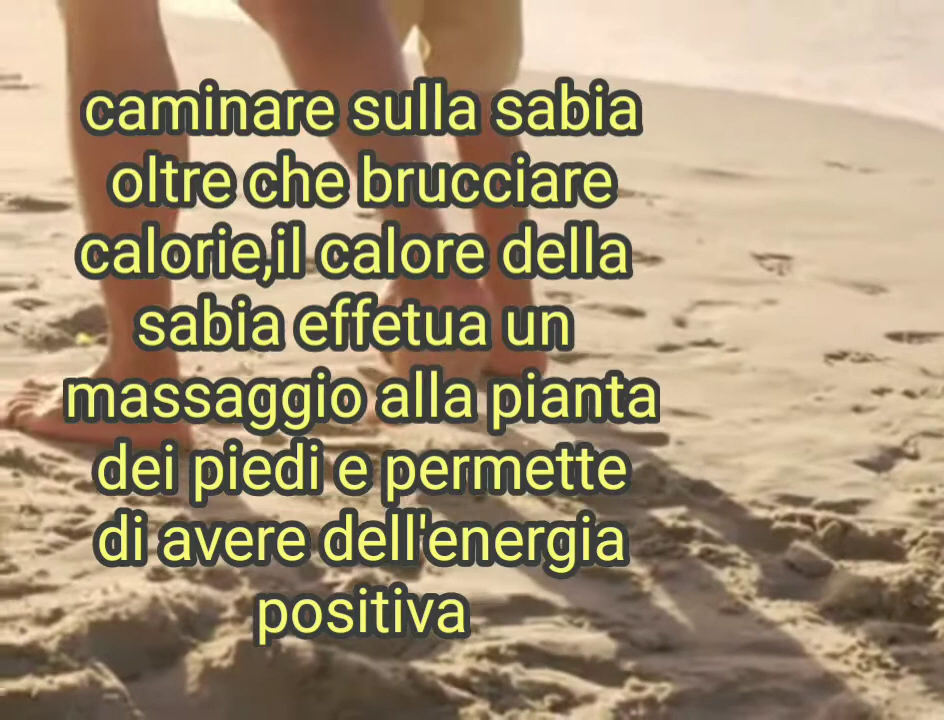 caminare sulla sabia
oltre che brucciare
calorie,il calore della
sabia effetua un
massaggio alla pianta
dei piedi e permette
di avere dell'energia
positiva